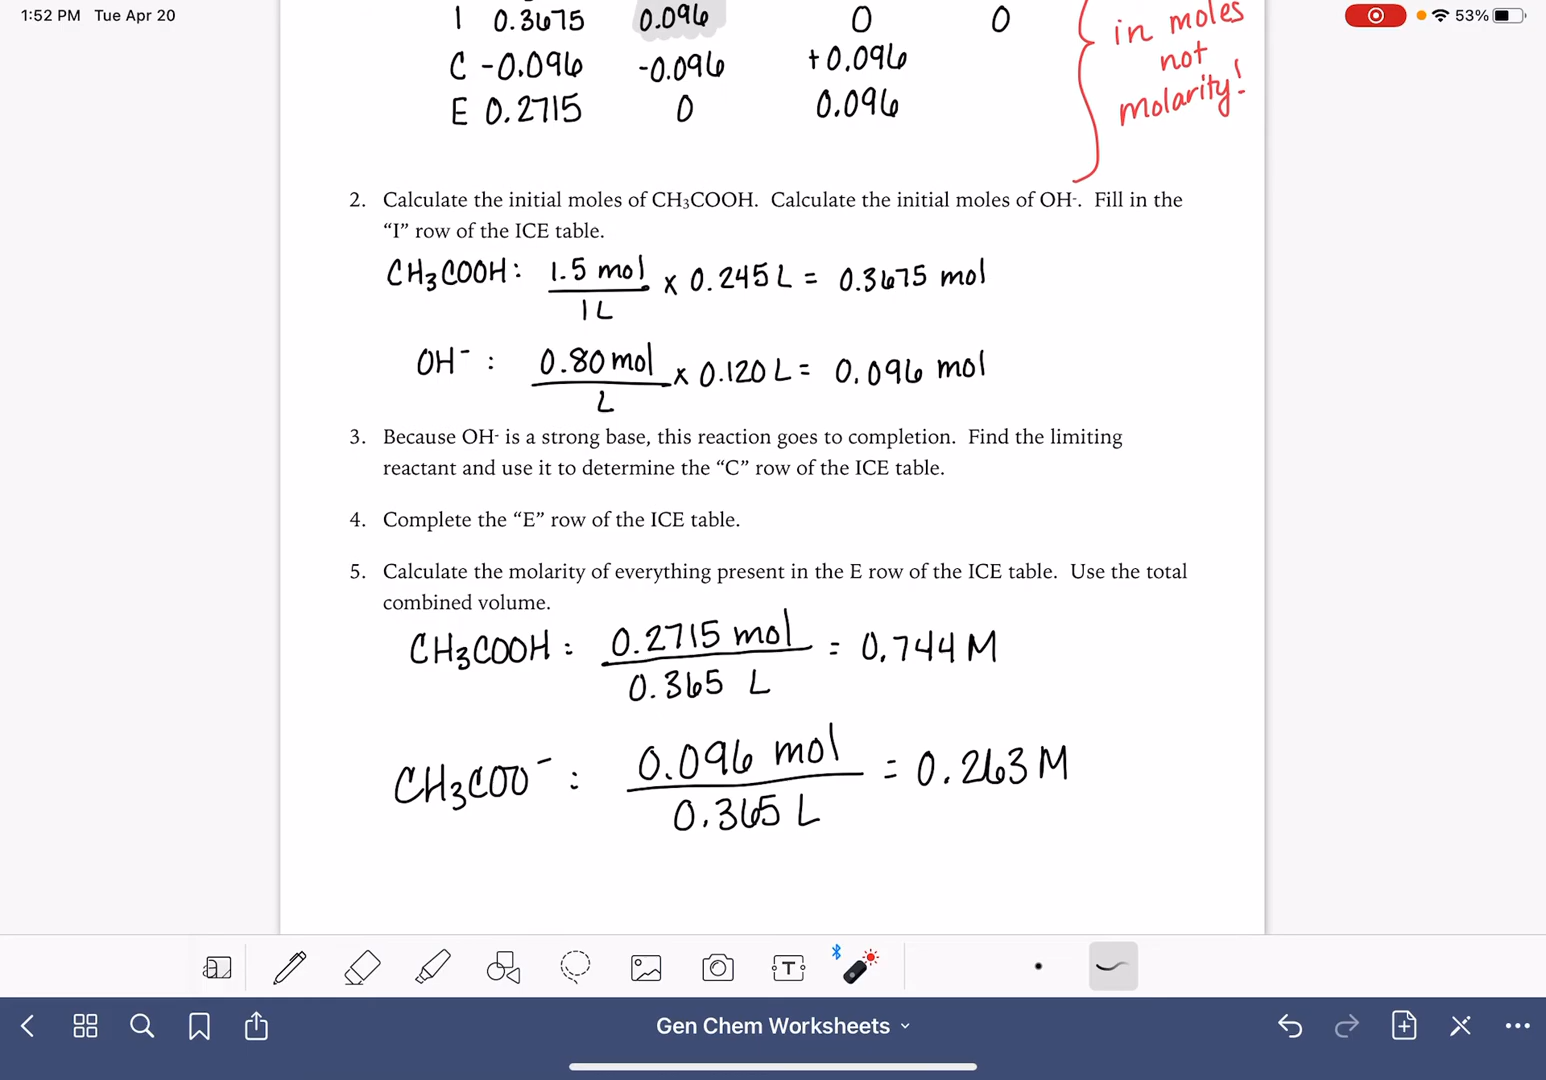 1:52 PM Tue Apr 20
53%
I 0.3675 0.096 0 0
C -0.096 -0.096 +0.096
E 0.2715 0 0.096
in moles
not
molarity!
2. Calculate the initial moles of CH₃COOH. Calculate the initial moles of OH⁻. Fill in the
“I” row of the ICE table.
CH₃COOH: 1.5 mol / 1 L x 0.245 L = 0.3675 mol
OH⁻ : 0.80 mol / L x 0.120 L = 0.096 mol
3. Because OH⁻ is a strong base, this reaction goes to completion. Find the limiting
reactant and use it to determine the “C” row of the ICE table.
4. Complete the “E” row of the ICE table.
5. Calculate the molarity of everything present in the E row of the ICE table. Use the total
combined volume.
CH₃COOH : 0.2715 mol / 0.365 L = 0.744 M
CH₃COO⁻ : 0.096 mol / 0.365 L = 0.263 M
Gen Chem Worksheets